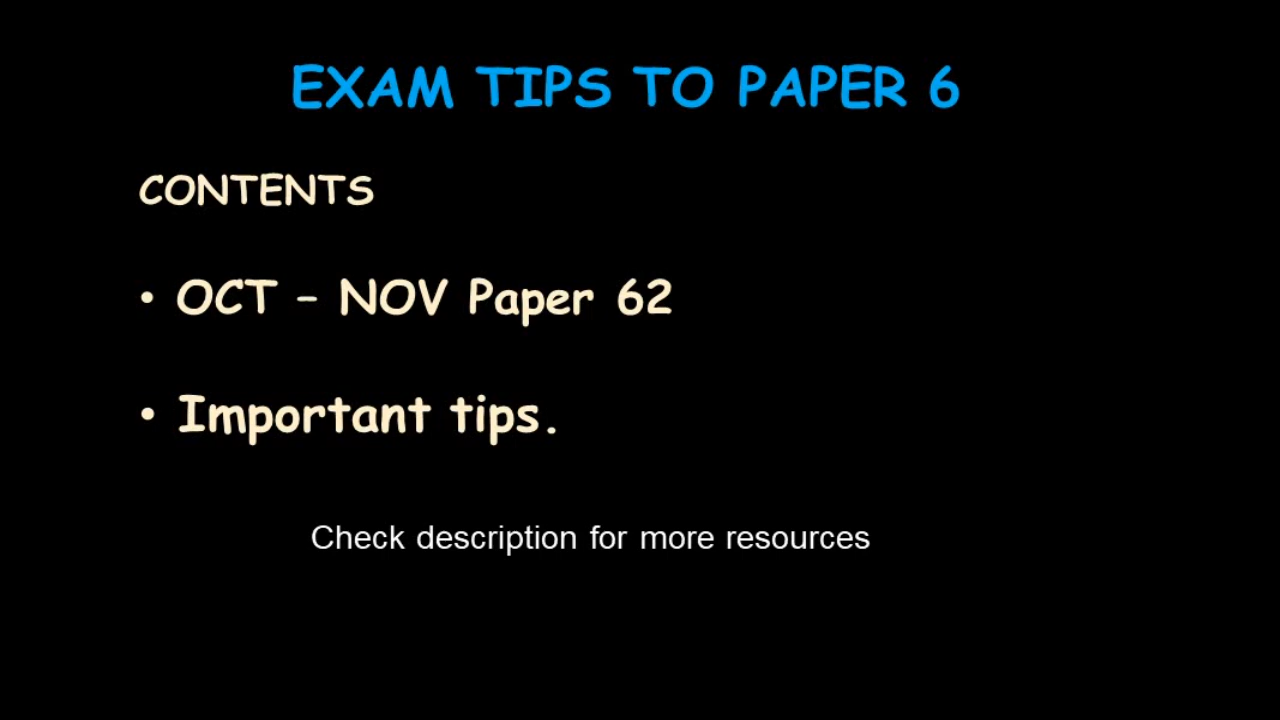 EXAM TIPS TO PAPER 6
CONTENTS
• OCT – NOV Paper 62
• Important tips.
Check description for more resources